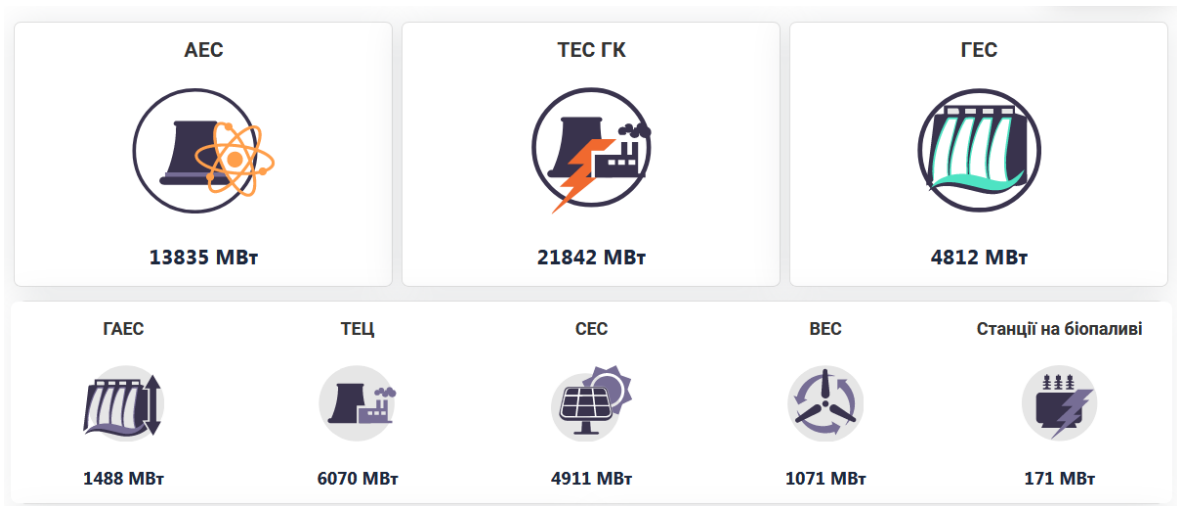 АЕС
ТЕС ГК
ГЕС
13835 МВт
21842 МВт
4812 МВт
ГАЕС
ТЕЦ
СЕС
ВЕС
Станції на біопаливі
1488 МВт
6070 МВт
4911 МВт
1071 МВт
171 МВт